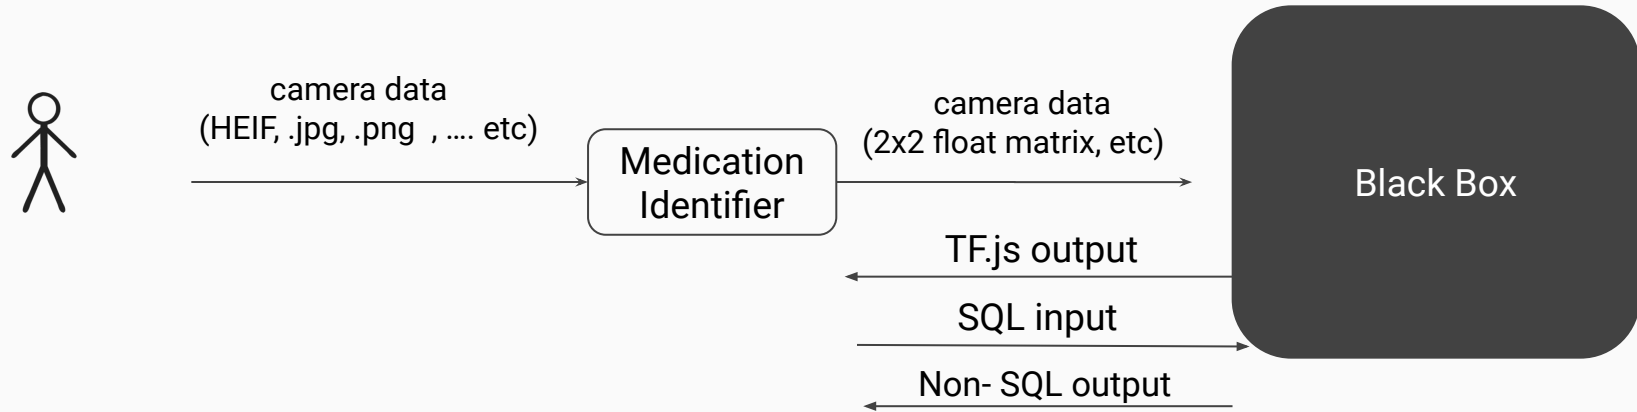 camera data
(HEIF, .jpg, .png , .... etc)
Medication
Identifier
camera data
(2x2 float matrix, etc)
Black Box
TF.js output
SQL input
Non- SQL output